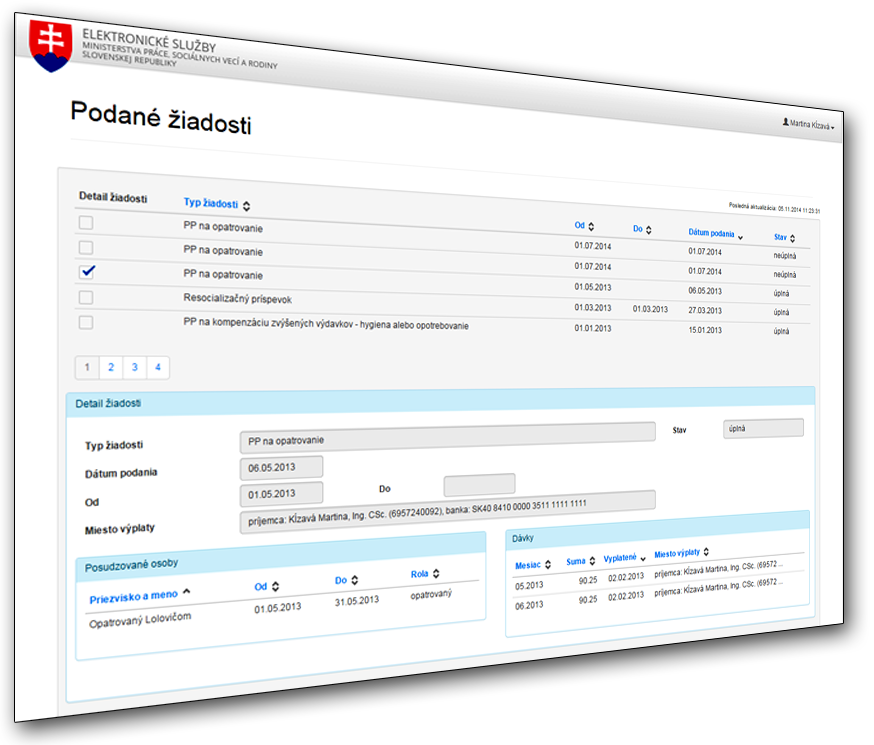 ELEKTRONICKÉ SLUŽBY
MINISTERSTVA PRÁCE, SOCIÁLNYCH VECÍ A RODINY
SLOVENSKEJ REPUBLIKY
Martina Kĺzavá
Podané žiadosti
Posledná aktualizácia: 05.11.2014 11:23:31
Detail žiadosti Typ žiadosti Od Do Dátum podania Stav
PP na opatrovanie 01.07.2014 01.07.2014 neúplná
PP na opatrovanie 01.07.2014 01.07.2014 neúplná
PP na opatrovanie 01.05.2013 06.05.2013 úplná
Resocializačný príspevok 01.03.2013 01.03.2013 27.03.2013 úplná
PP na kompenzáciu zvýšených výdavkov - hygiena alebo opotrebovanie 01.01.2013 15.01.2013 úplná
1 2 3 4
Detail žiadosti
Typ žiadosti PP na opatrovanie Stav úplná
Dátum podania 06.05.2013
Od 01.05.2013 Do
Miesto výplaty príjemca: Kĺzavá Martina, Ing. CSc. (6957240092), banka: SK40 8410 0000 3511 1111 1111
Posudzované osoby
Priezvisko a meno Od Do Rola
Opatrovaný Lolovičom 01.05.2013 31.05.2013 opatrovaný
Dávky
Mesiac Suma Vyplatené Miesto výplaty
05.2013 90.25 02.02.2013 príjemca: Kĺzavá Martina, Ing. CSc. (69572 ...
06.2013 90.25 02.02.2013 príjemca: Kĺzavá Martina, Ing. CSc. (69572 ...